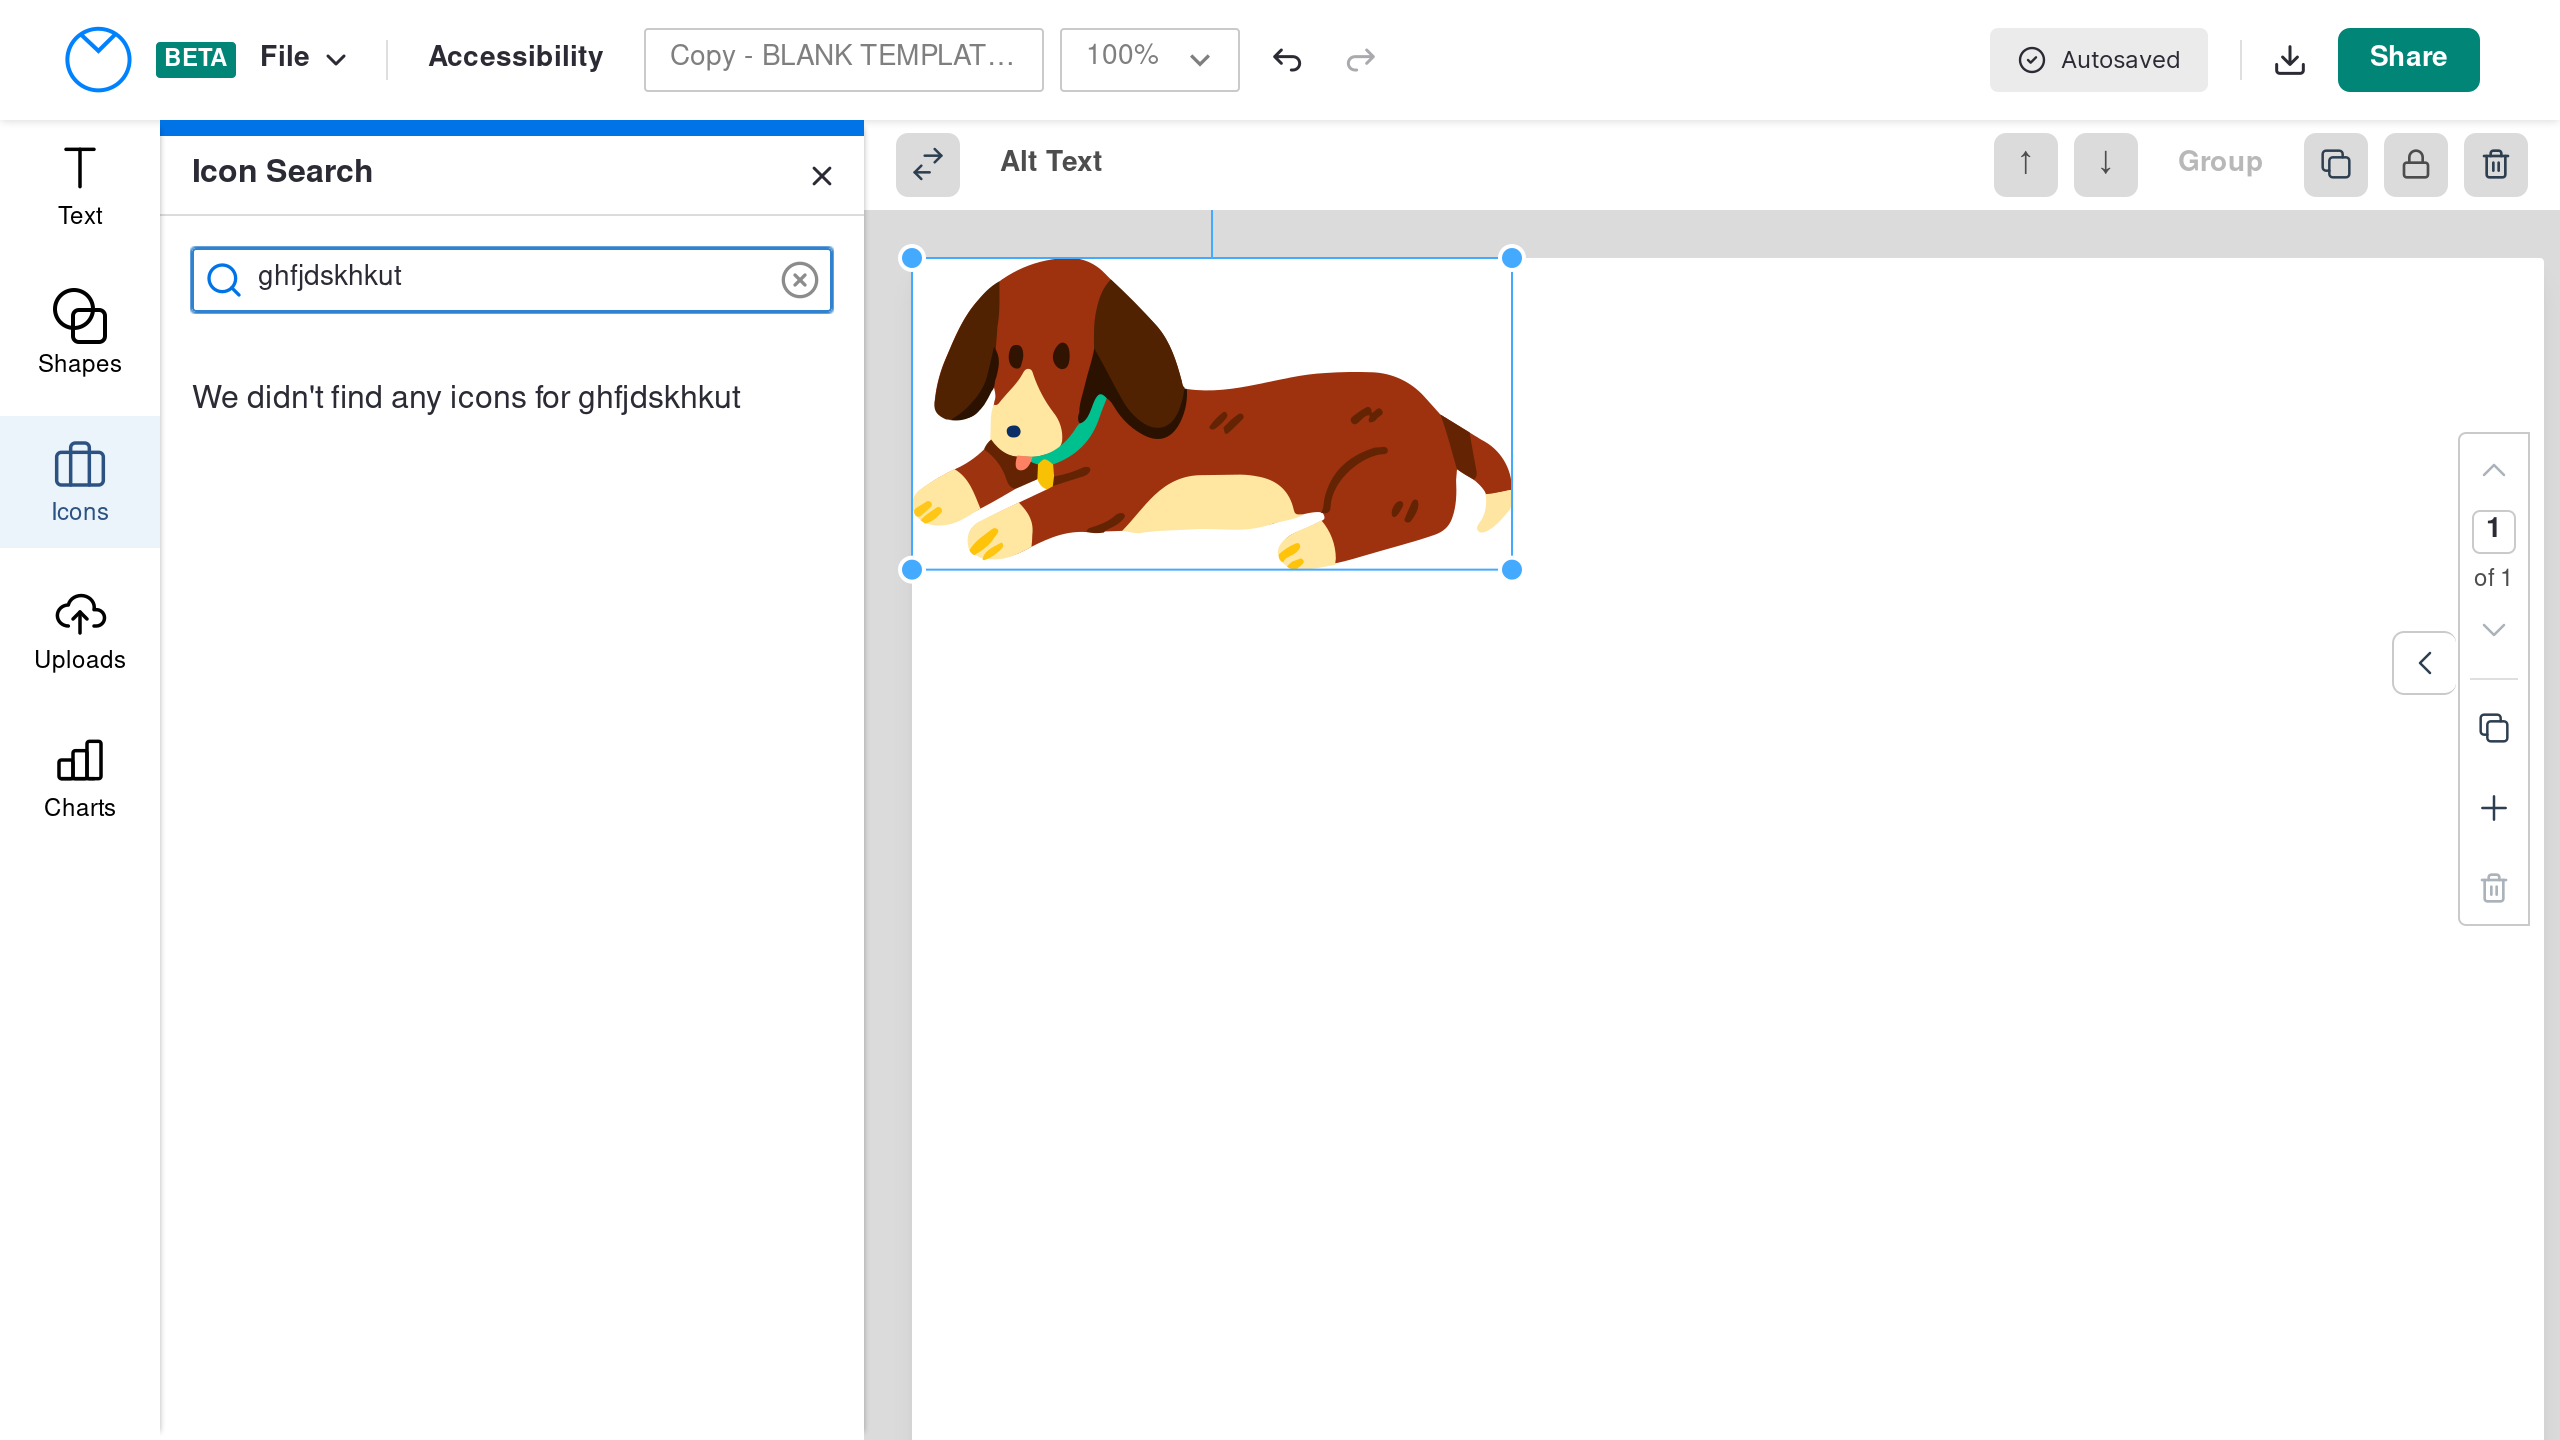 BETA
File
Accessibility
Copy - BLANK TEMPLAT...
100%
Autosaved
Share
Text
Shapes
Icons
Uploads
Charts
Icon Search
ghfjdskhkut
We didn't find any icons for ghfjdskhkut
Alt Text
↑
↓
Group
1
of 1